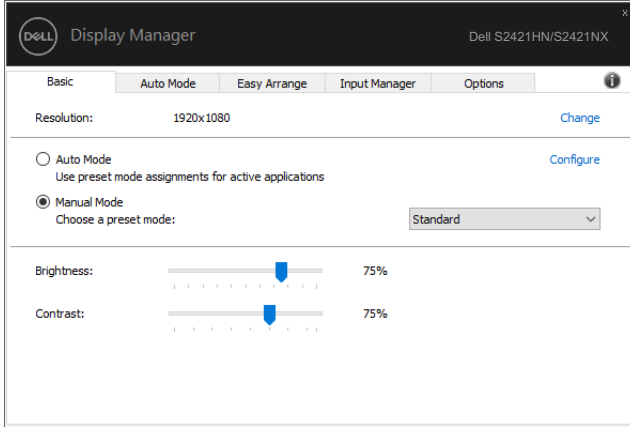 x
DELL Display Manager Dell S2421HN/S2421NX
Basic Auto Mode Easy Arrange Input Manager Options i
Resolution: 1920x1080 Change
Auto Mode Configure
Use preset mode assignments for active applications
Manual Mode
Choose a preset mode: Standard
Brightness: 75%
Contrast: 75%